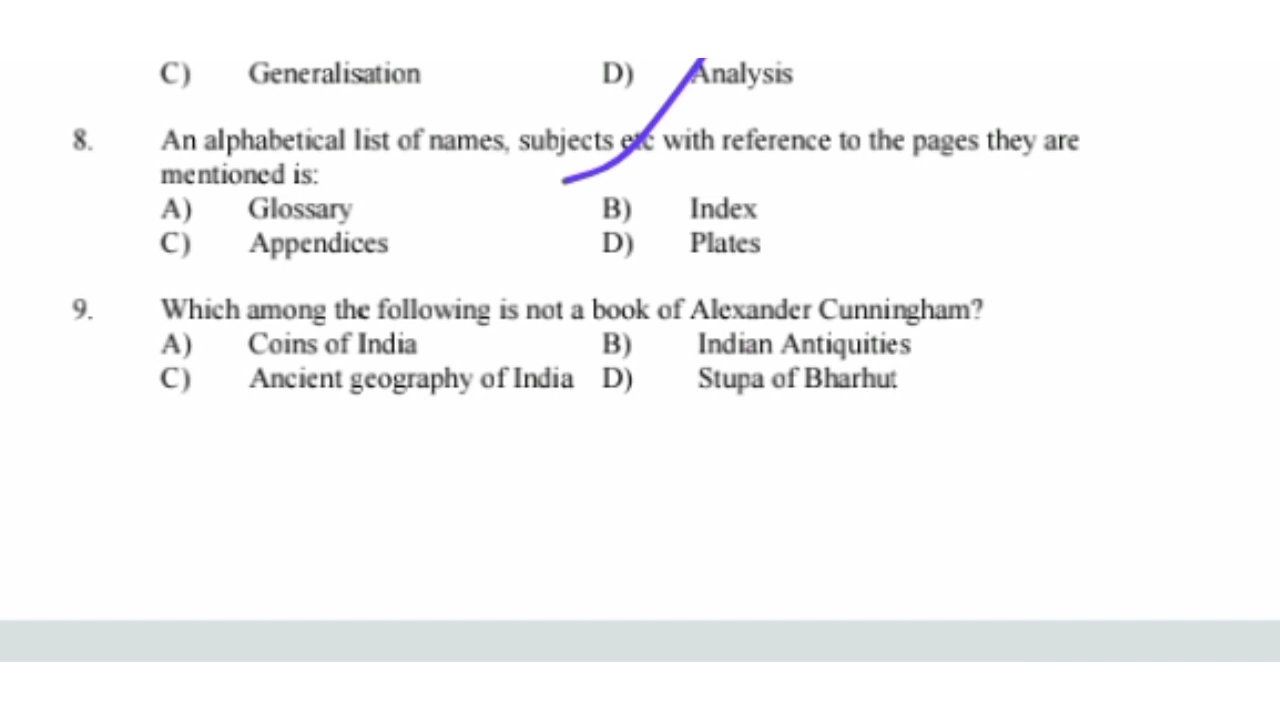 C) Generalisation D) Analysis
8. An alphabetical list of names, subjects etc with reference to the pages they are
mentioned is:
A) Glossary B) Index
C) Appendices D) Plates
9. Which among the following is not a book of Alexander Cunningham?
A) Coins of India B) Indian Antiquities
C) Ancient geography of India D) Stupa of Bharhut